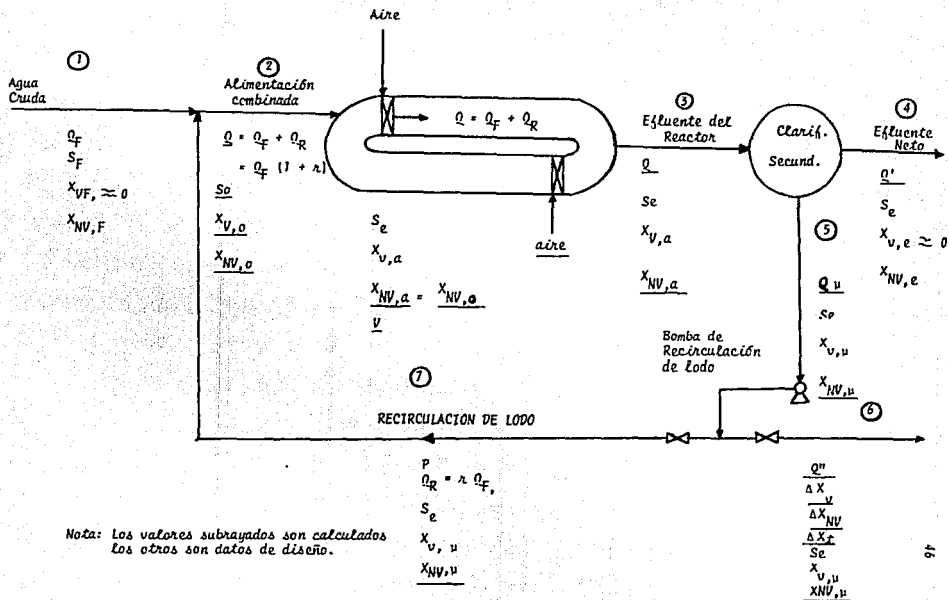 Aire
①
Agua
Cruda
Q_F
S_F
X_VF, ≈ 0
X_NV,F
②
Alimentación
combinada
Q = Q_F + Q_R
= Q_F (1 + r)
So
X_V,o
X_NV,o
Q = Q_F + Q_R
aire
S_e
X_v,a
X_NV,a = X_NV,o
V
③
Efluente del
Reactor
Q
Se
X_V,a
X_NV,a
Clarif.
Secund.
④
Efluente
Neto
Q'
S_e
X_v,e ≈ 0
X_NV,e
⑤
Q μ
Se
X_v,μ
X_NV,μ
Bomba de
Recirculación
de lodo
⑥
⑦
RECIRCULACION DE LODO
P
Q_R = r Q_F,
S_e
X_v, μ
X_NV,μ
Q"
ΔX_v
ΔX_NV
ΔX_t
Se
X_v,μ
XNV,μ
Nota: Los valores subrayados son calculados
los otros son datos de diseño.
46